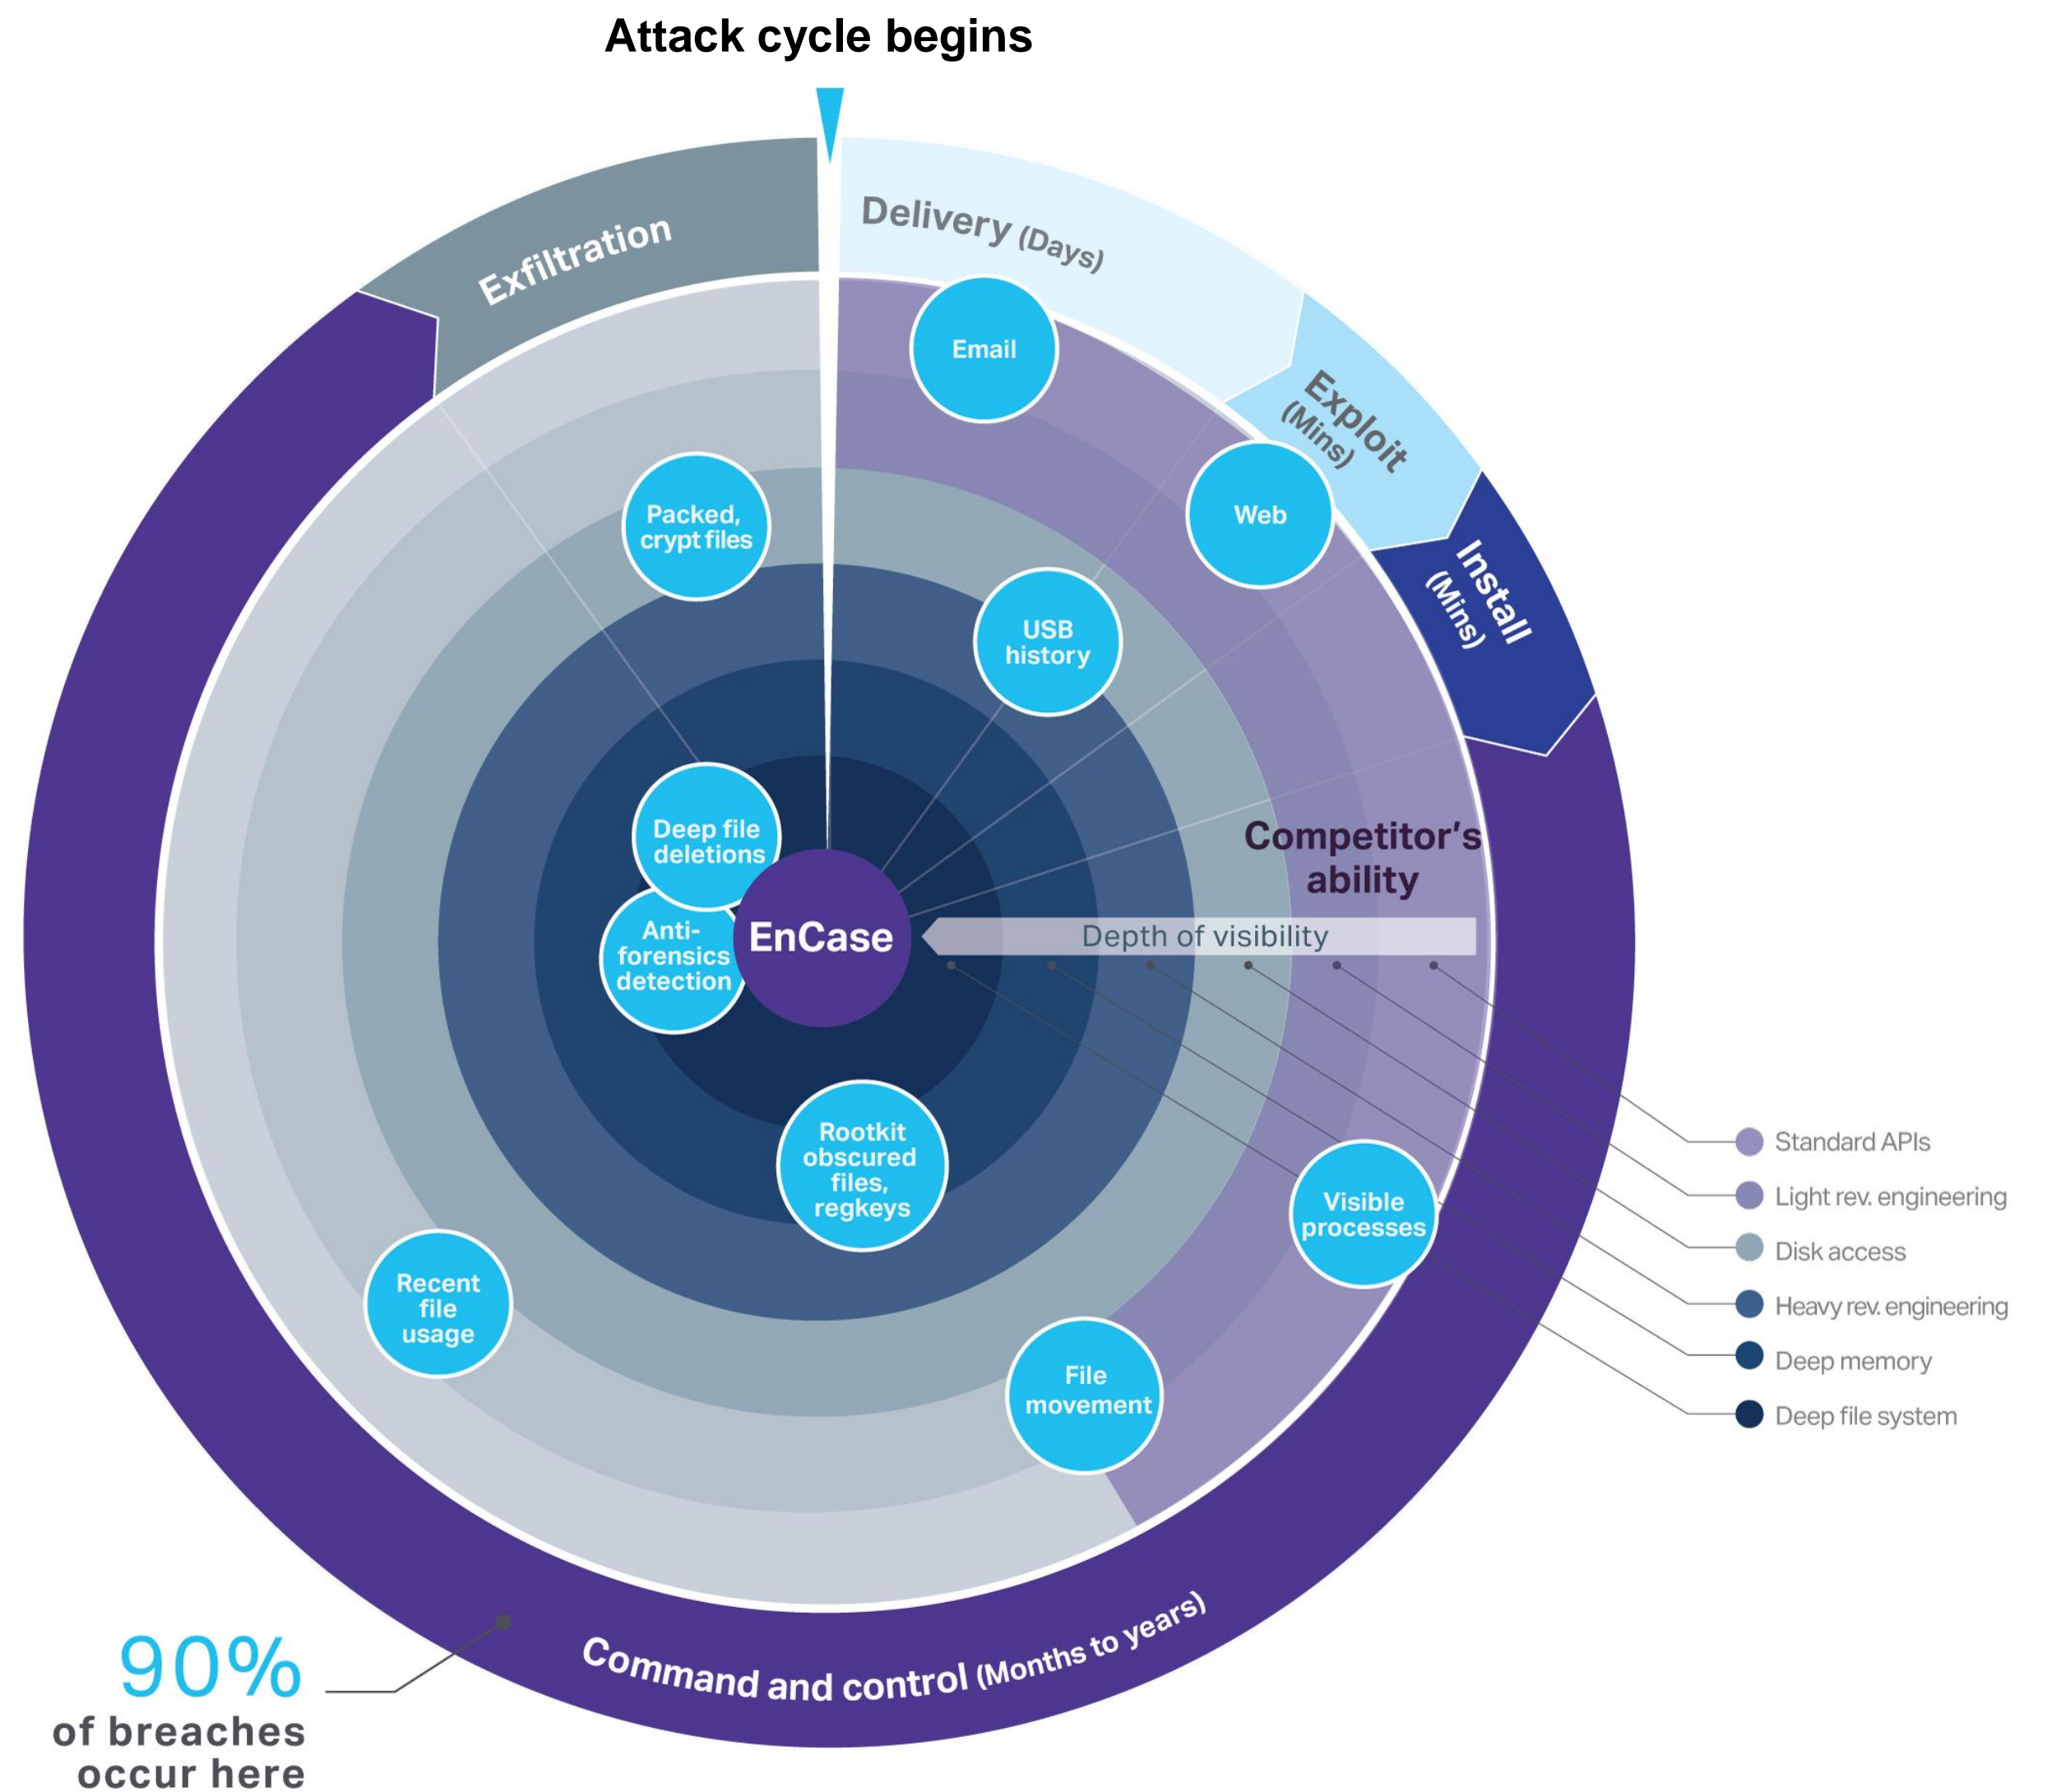 Attack cycle begins
Exfiltration
Delivery (Days)
Exploit
(Mins)
Install
(Mins)
Email
Web
Packed,
crypt files
USB
history
Deep file
deletions
Anti-
forensics
detection
EnCase
Competitor's
ability
Depth of visibility
Rootkit
obscured
files,
regkeys
Visible
processes
Recent
file
usage
File
movement
Standard APIs
Light rev. engineering
Disk access
Heavy rev. engineering
Deep memory
Deep file system
Command and control (Months to years)
90%
of breaches
occur here